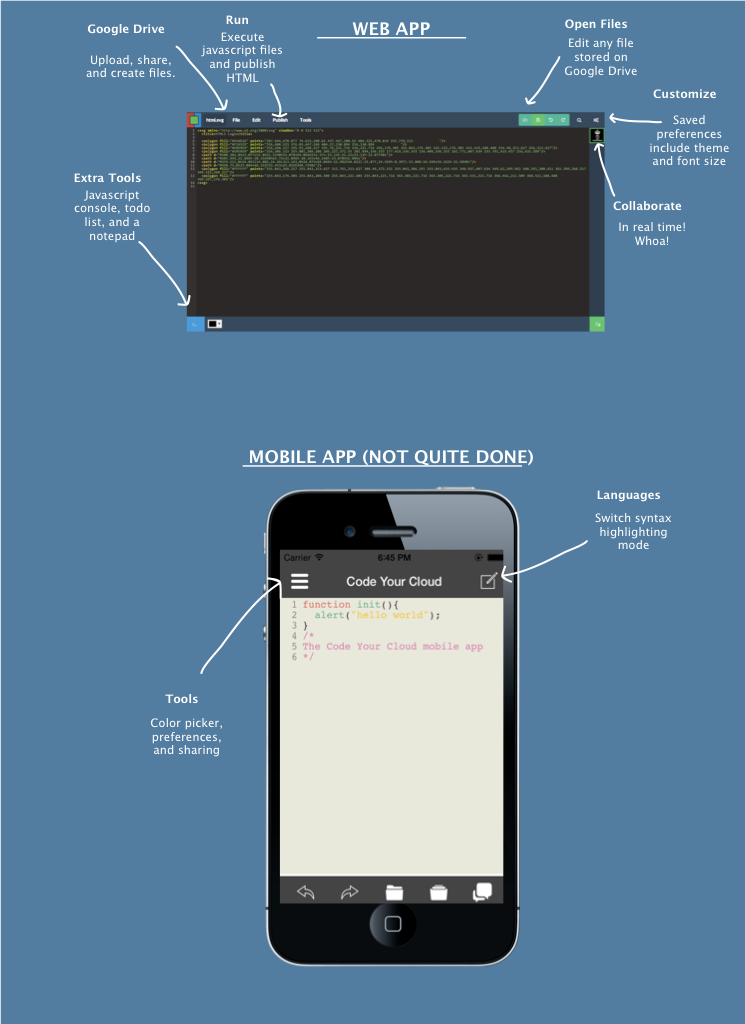 WEB APP
Google Drive
Upload, share,
and create files.
Run
Execute
javascript files
and publish
HTML
Open Files
Edit any file
stored on
Google Drive
Customize
Saved
preferences
include theme
and font size
Extra Tools
Javascript
console, todo
list, and a
notepad
Collaborate
In real time!
Whoa!
html.svg File Edit Publish Tools
MOBILE APP (NOT QUITE DONE)
Languages
Switch syntax
highlighting
mode
Carrier 6:45 PM
Code Your Cloud
1 function init(){
2 alert("hello world");
3 }
4 /*
5 The Code Your Cloud mobile app
6 */
Tools
Color picker,
preferences,
and sharing